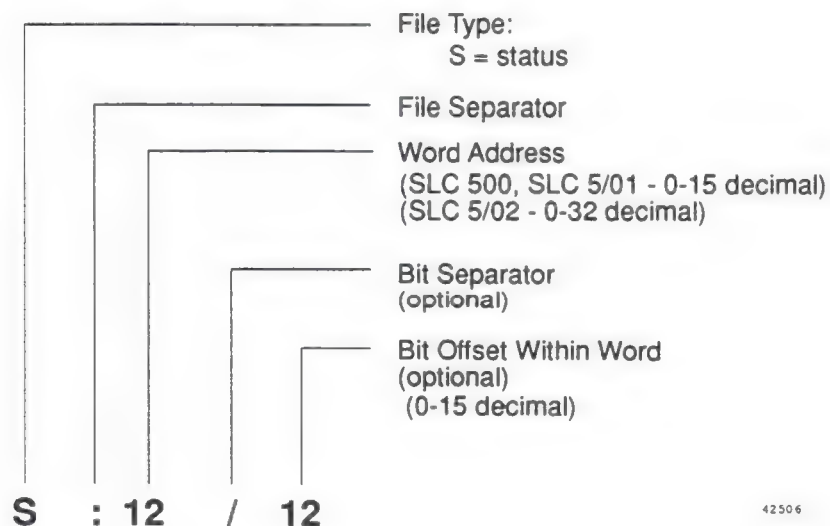 File Type:
S = status
File Separator
Word Address
(SLC 500, SLC 5/01 - 0-15 decimal)
(SLC 5/02 - 0-32 decimal)
Bit Separator
(optional)
Bit Offset Within Word
(optional)
(0-15 decimal)
S : 12 / 12
42506